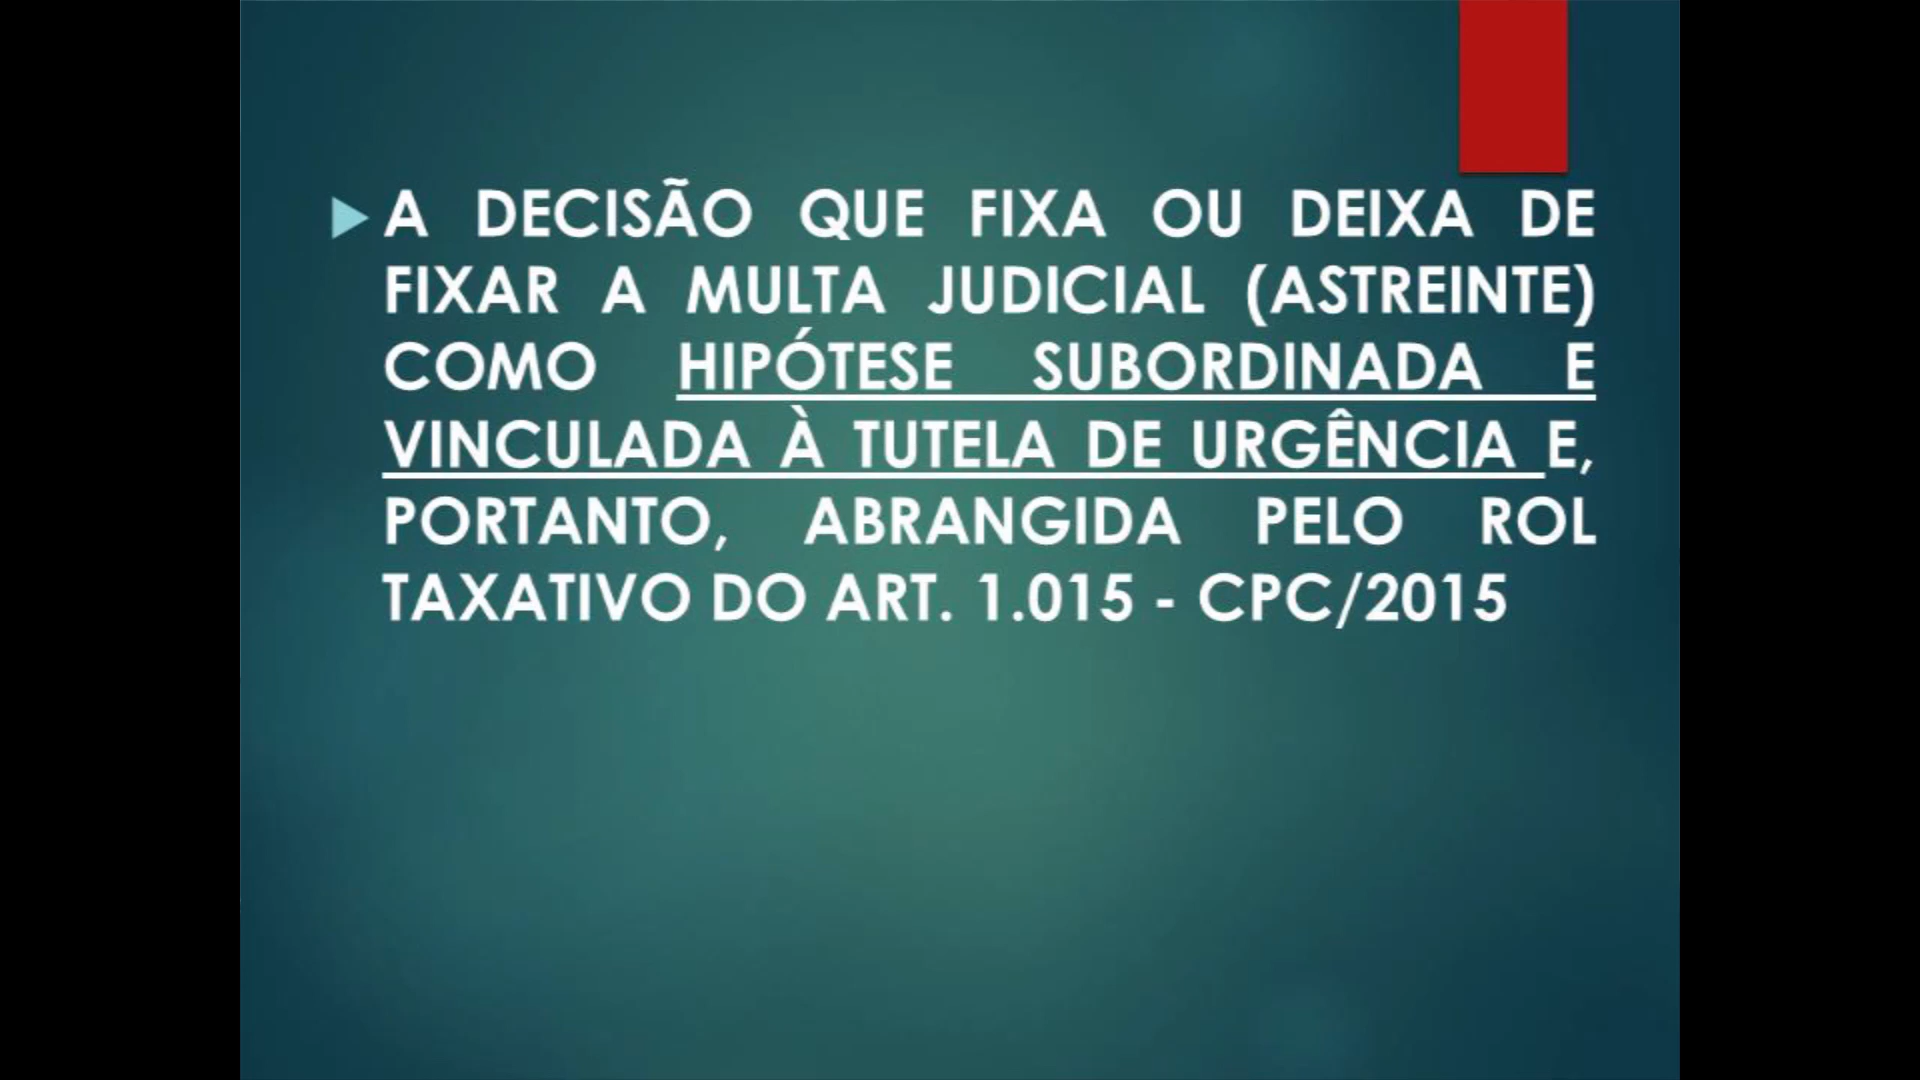 A DECISÃO QUE FIXA OU DEIXA DE
FIXAR A MULTA JUDICIAL (ASTREINTE)
COMO HIPÓTESE SUBORDINADA E
VINCULADA À TUTELA DE URGÊNCIA E,
PORTANTO, ABRANGIDA PELO ROL
TAXATIVO DO ART. 1.015 - CPC/2015